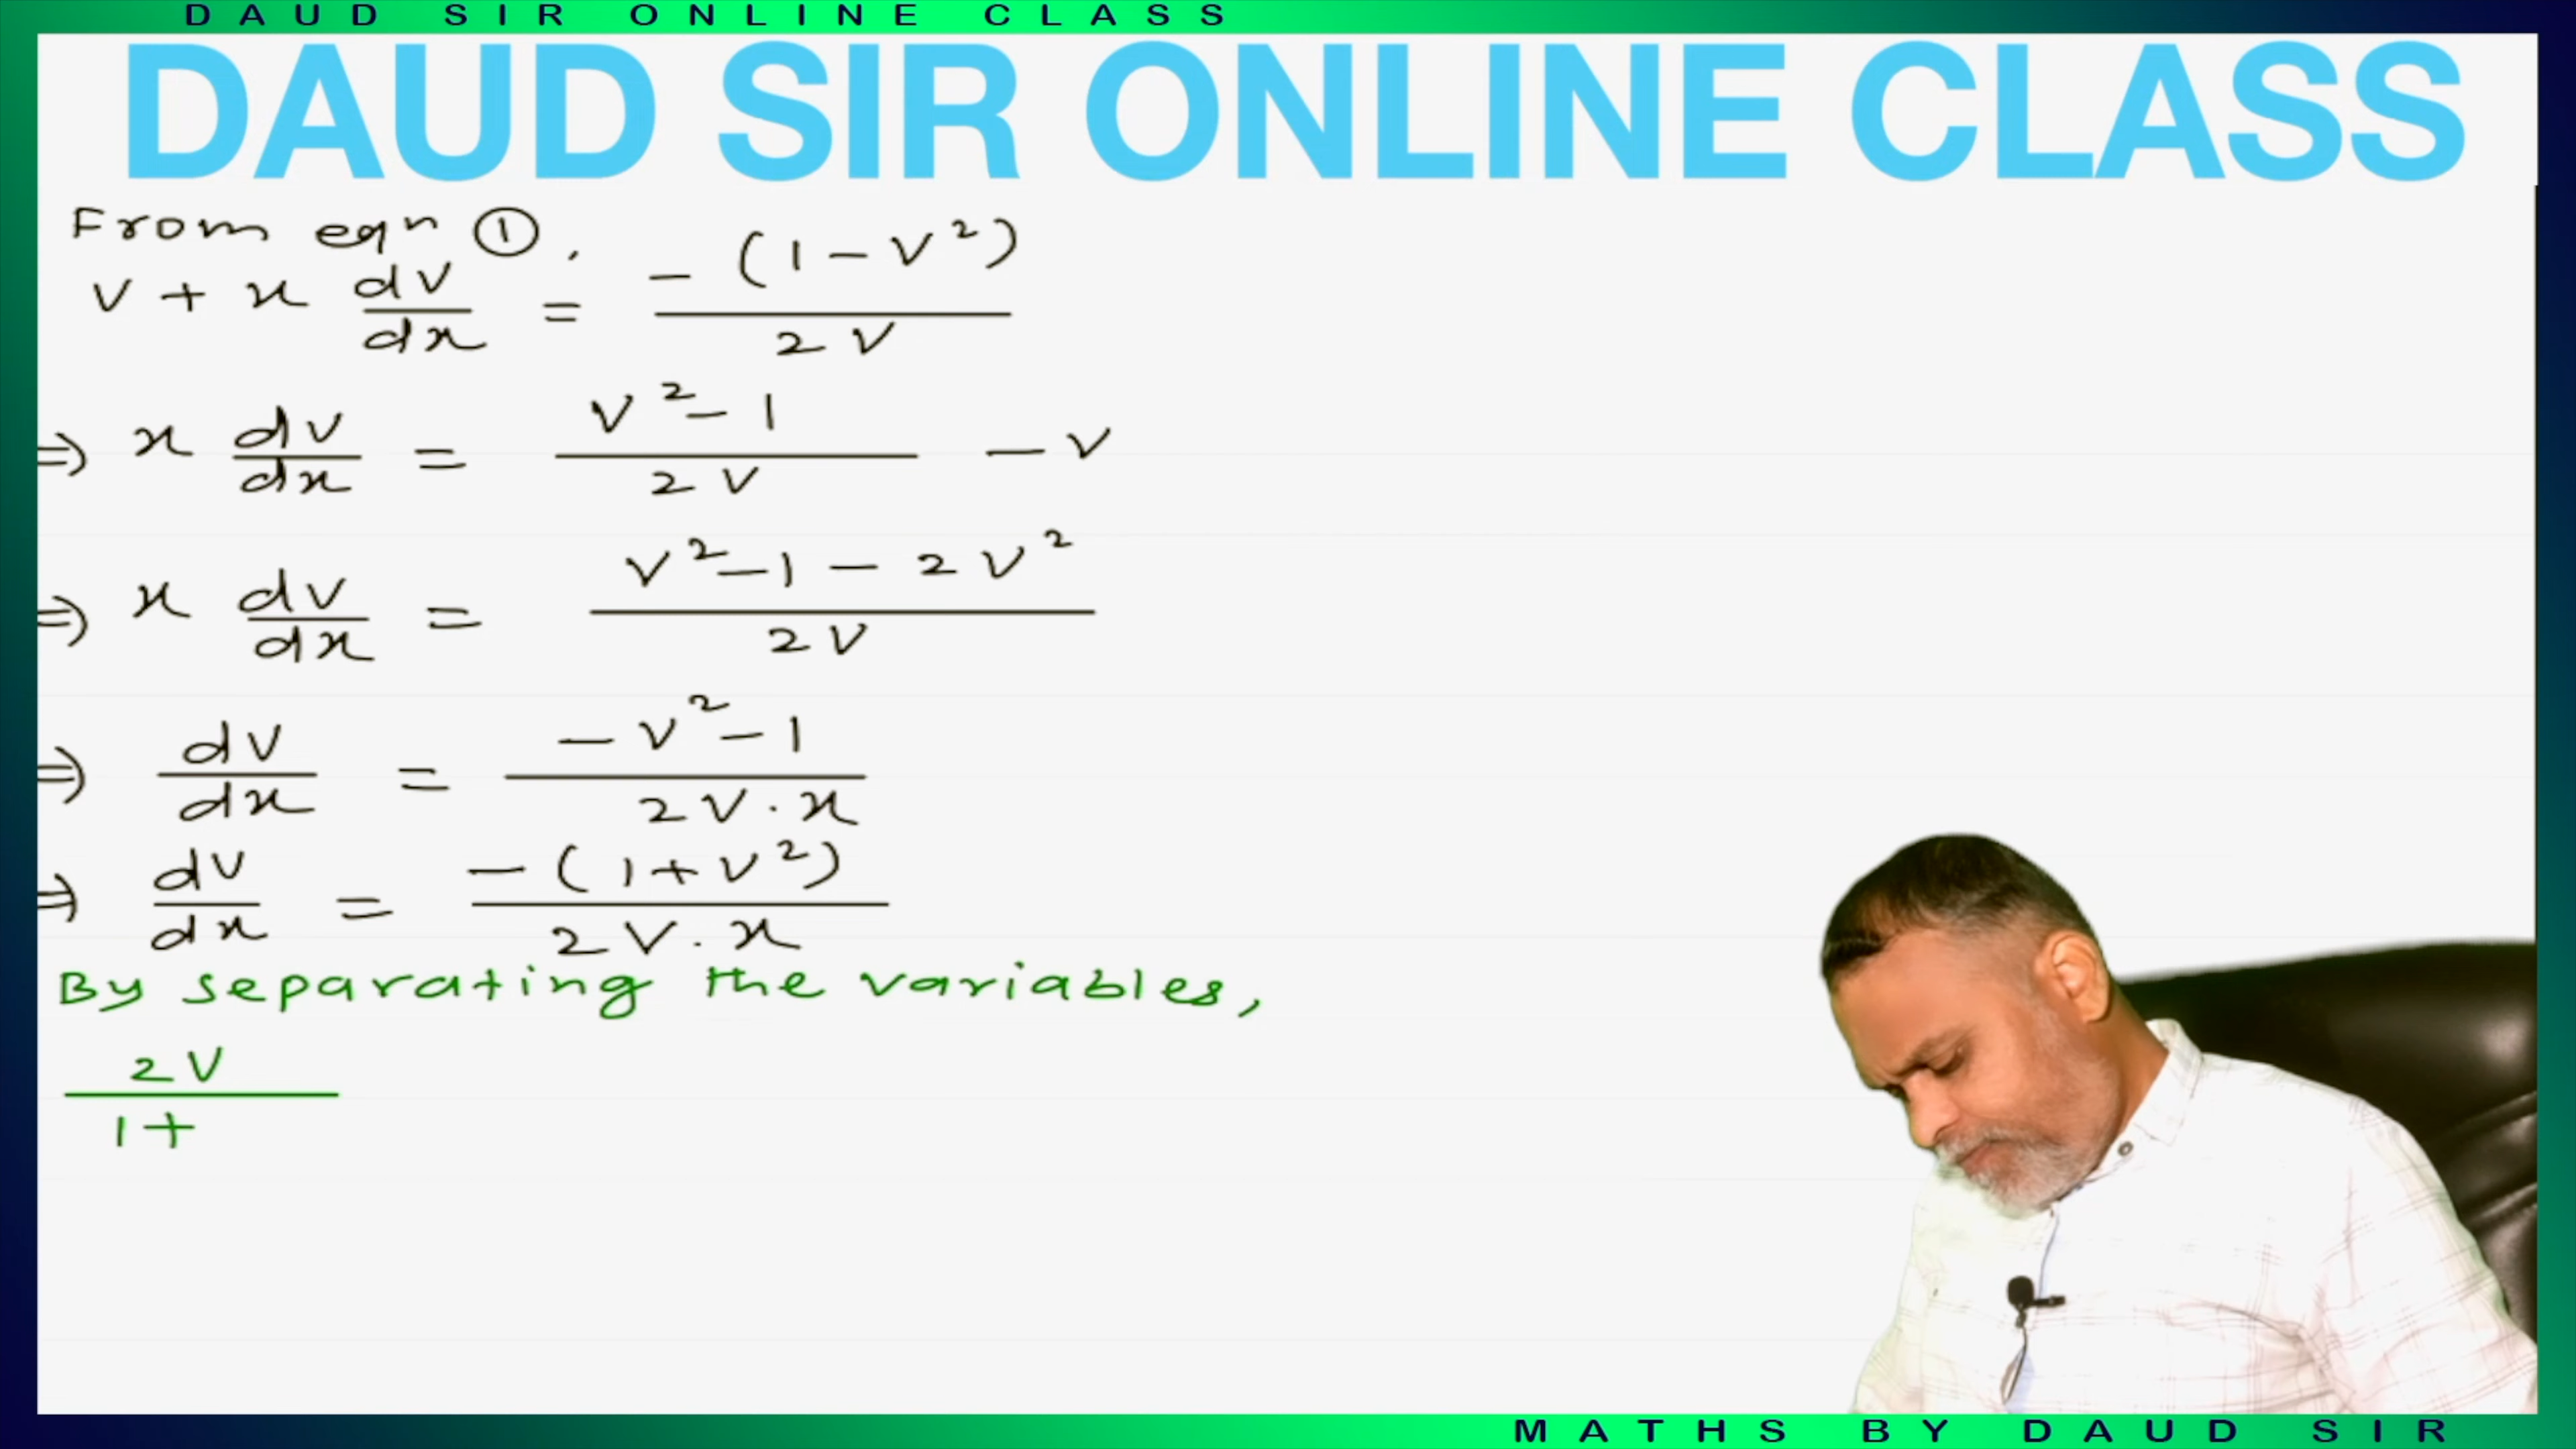 DAUD SIR ONLINE CLASS
DAUD SIR ONLINE CLASS
From eqn ①,
v + x dv/dx = -(1-v²)/2v
⇒ x dv/dx = v²-1/2v - v
⇒ x dv/dx = v²-1-2v²/2v
⇒ dv/dx = -v²-1/2v.x
⇒ dv/dx = -(1+v²)/2v.x
By separating the variables,
2v/1+
MATHS BY DAUD SIR